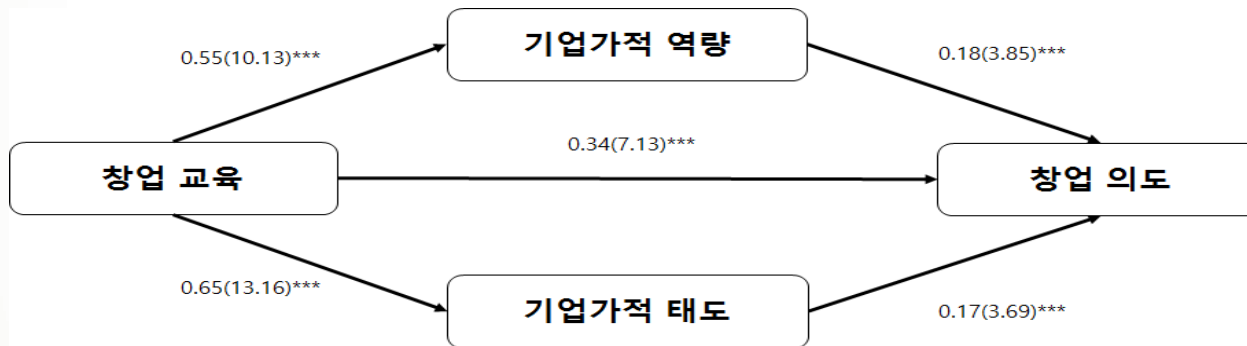 기업가적 역량
0.55(10.13)***
0.18(3.85)***
0.34(7.13)***
창업 교육
창업 의도
0.65(13.16)***
기업가적 태도
0.17(3.69)***